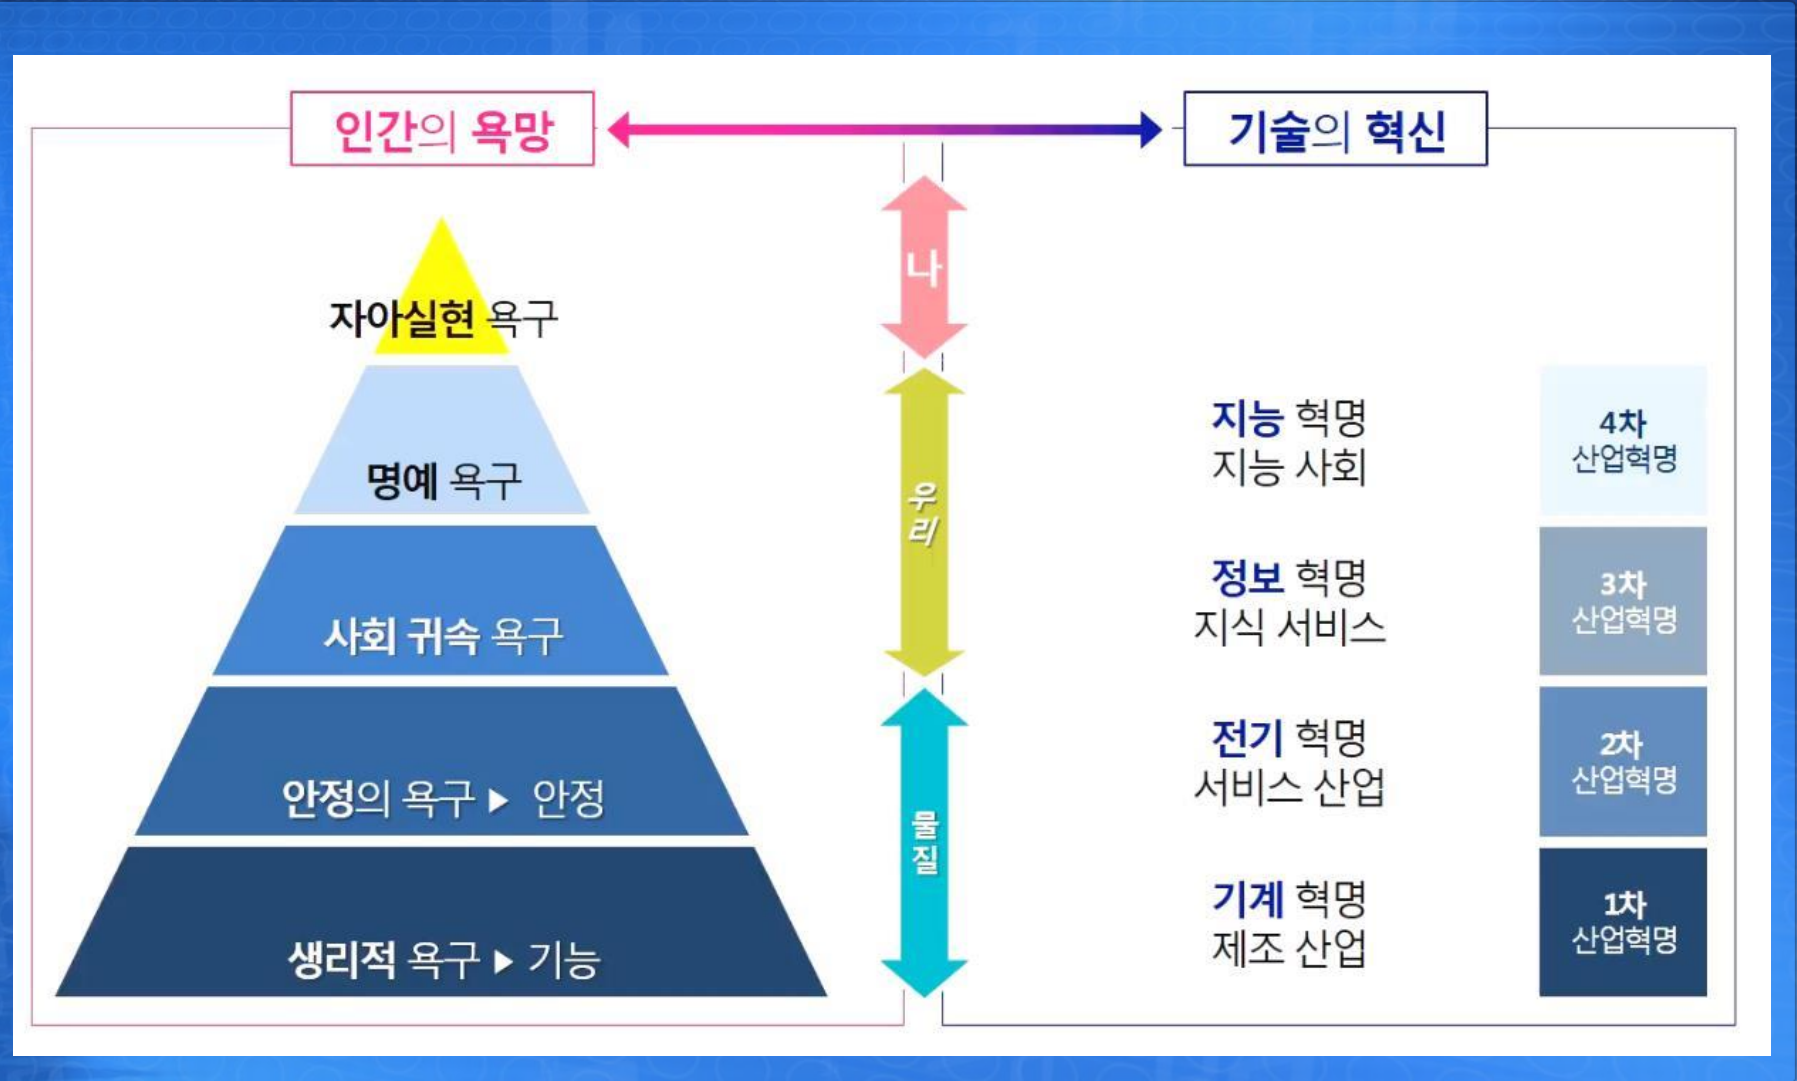 인간의 욕망
기술의 혁신
자아실현 욕구
명예 욕구
사회 귀속 욕구
안정의 욕구 ▶ 안정
생리적 욕구 ▶ 기능
나
우
리
물
질
지능 혁명
지능 사회
4차
산업혁명
정보 혁명
지식 서비스
3차
산업혁명
전기 혁명
서비스 산업
2차
산업혁명
기계 혁명
제조 산업
1차
산업혁명